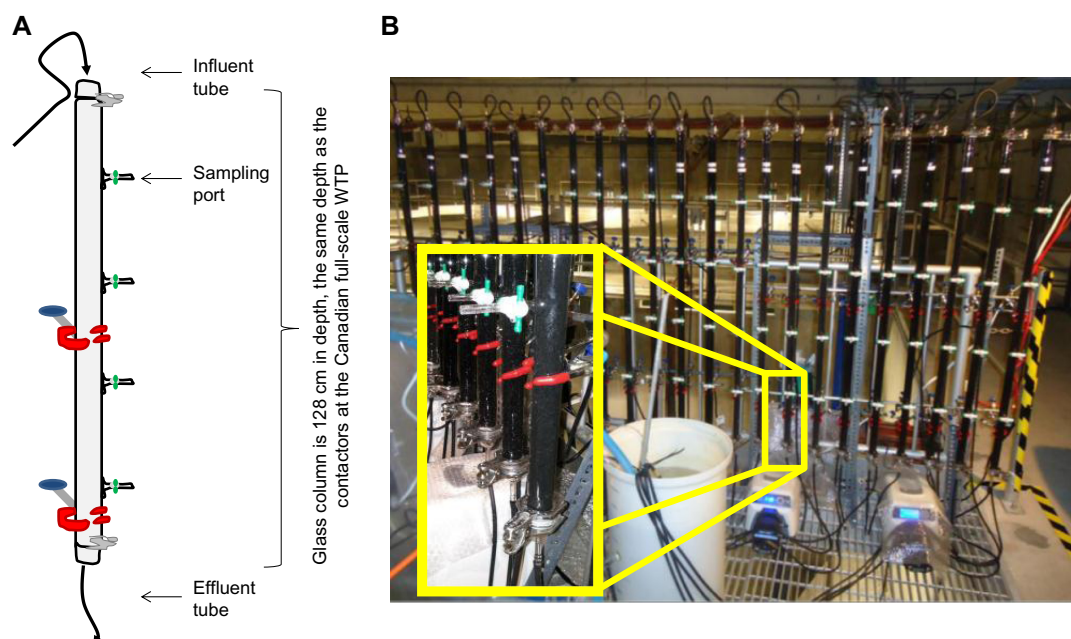 A
B
Influent
tube
Sampling
port
Glass column is 128 cm in depth, the same depth as the
contactors at the Canadian full-scale WTP
Effluent
tube